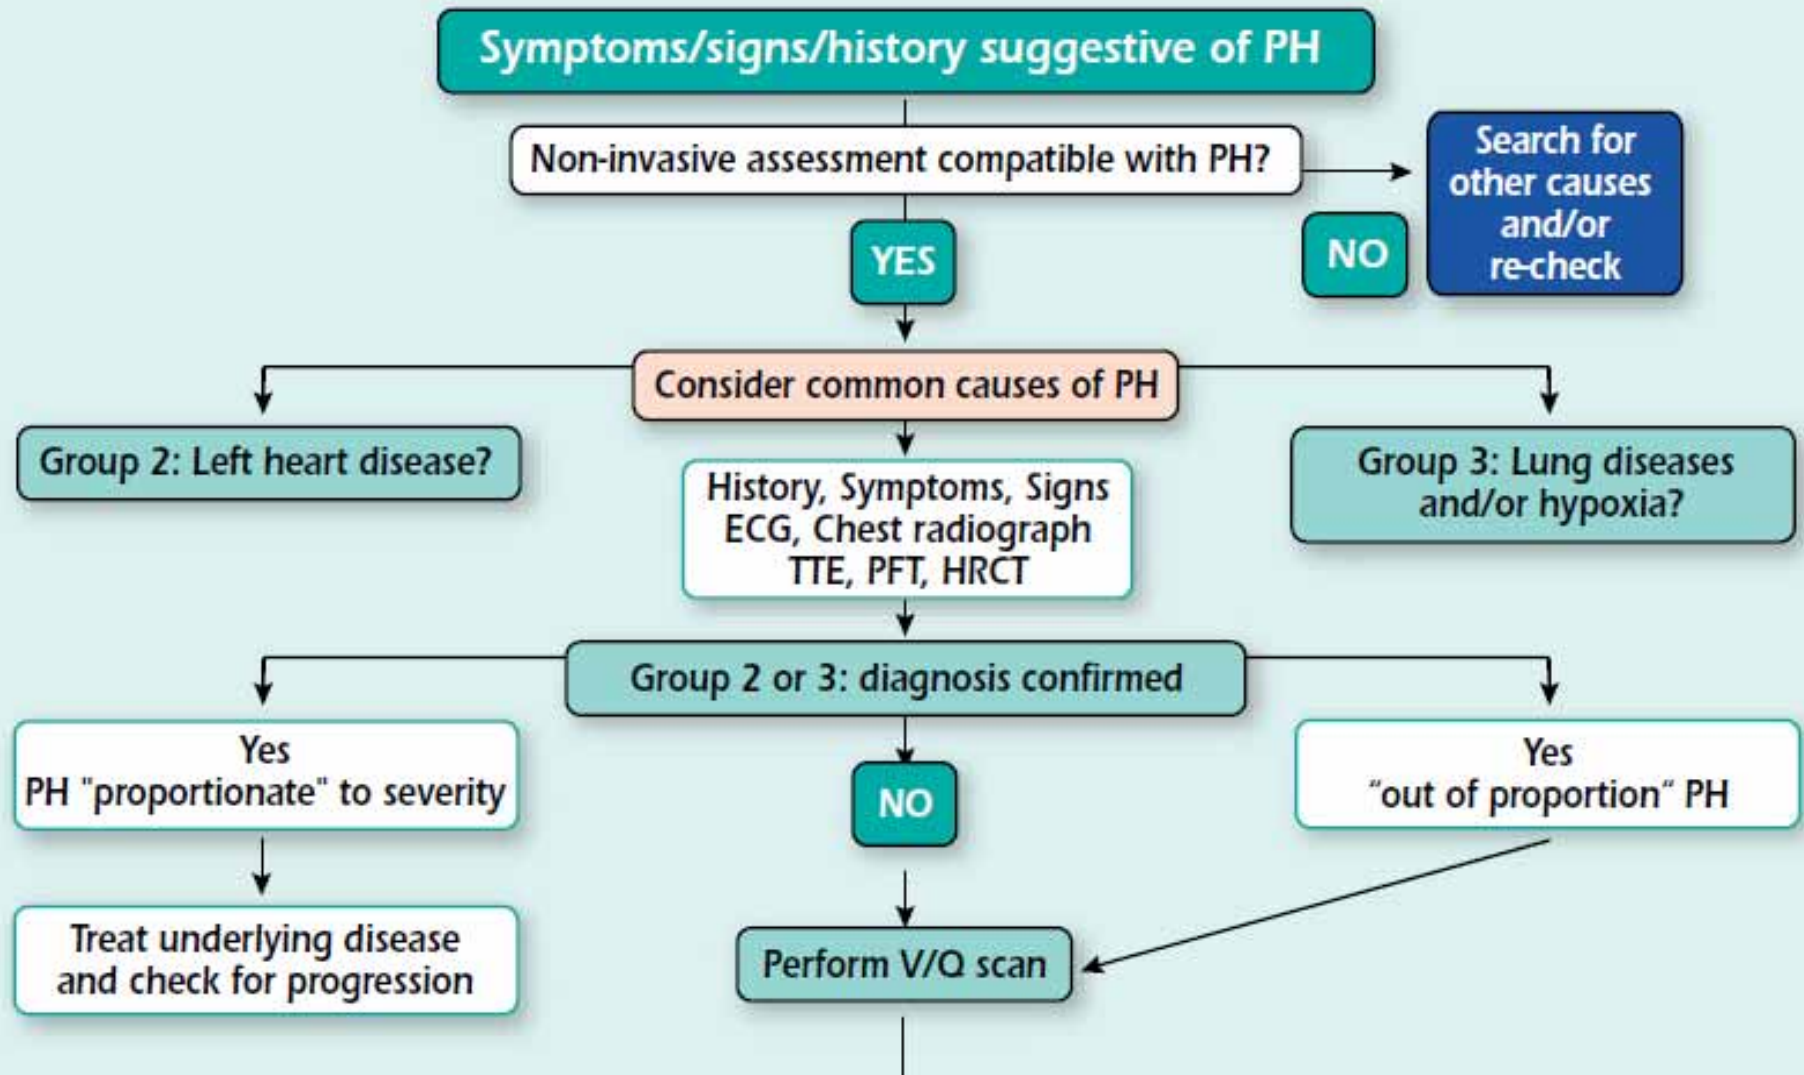 Symptoms/signs/history suggestive of PH
Non-invasive assessment compatible with PH?
Search for
other causes
and/or
re-check
YES
NO
Consider common causes of PH
Group 2: Left heart disease?
History, Symptoms, Signs
ECG, Chest radiograph
TTE, PFT, HRCT
Group 3: Lung diseases
and/or hypoxia?
Group 2 or 3: diagnosis confirmed
Yes
PH "proportionate" to severity
NO
Yes
“out of proportion“ PH
Treat underlying disease
and check for progression
Perform V/Q scan